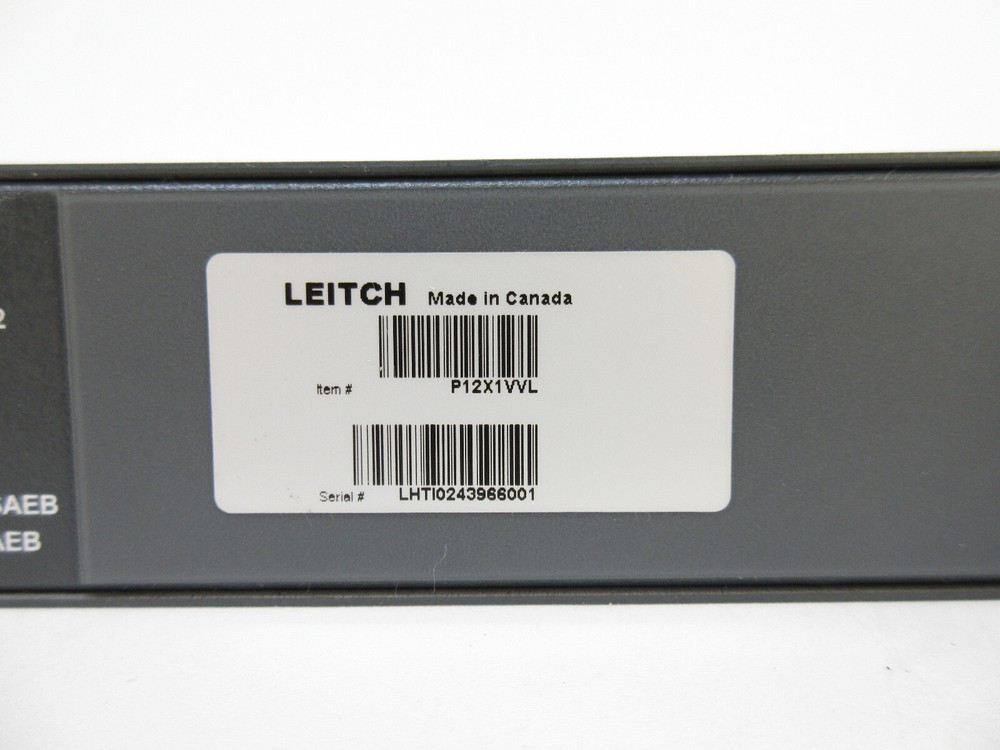 LEITCH Made in Canada
Item # P12X1VVL
Serial # LHTI0243966001
2
AEB
AEB